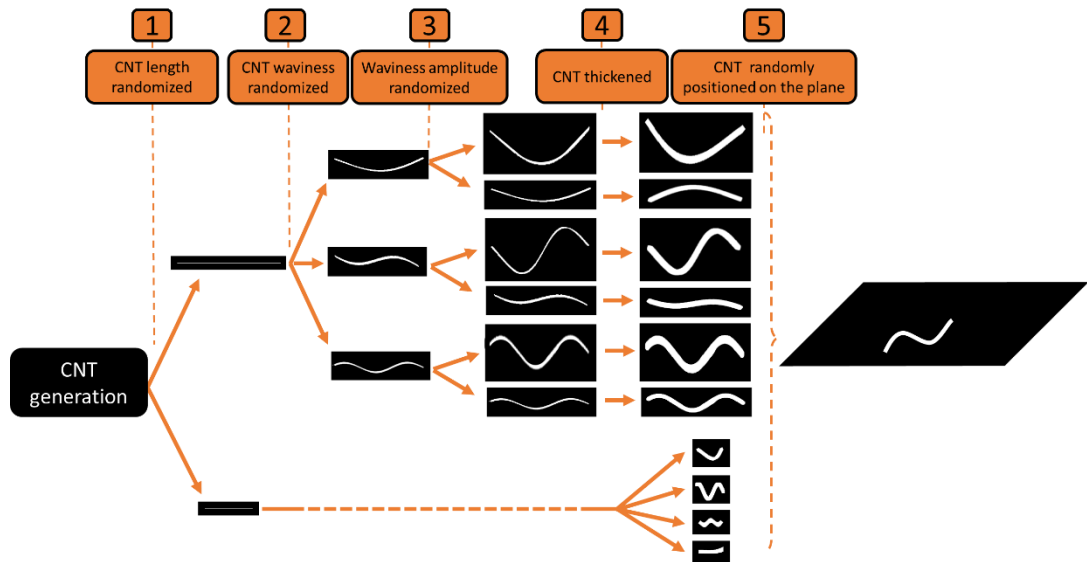 1
CNT length
randomized
2
CNT waviness
randomized
3
Waviness amplitude
randomized
4
CNT thickened
5
CNT randomly
positioned on the plane
CNT
generation